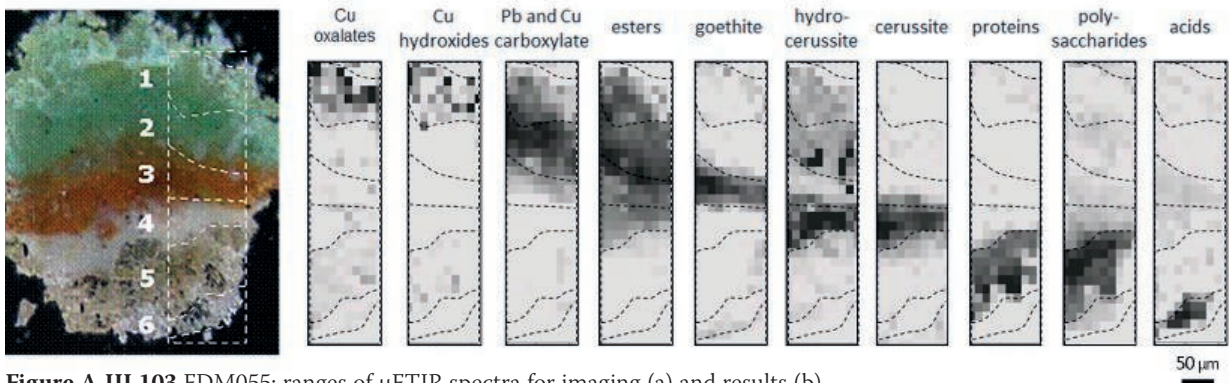 Cu oxalates
Cu hydroxides
Pb and Cu carboxylate
esters
goethite
hydro-cerussite
cerussite
proteins
poly-saccharides
acids
1
2
3
4
5
6
50 µm
Figure A.III.103 EDM055: ranges of µFTIR spectra for imaging (a) and results (b)